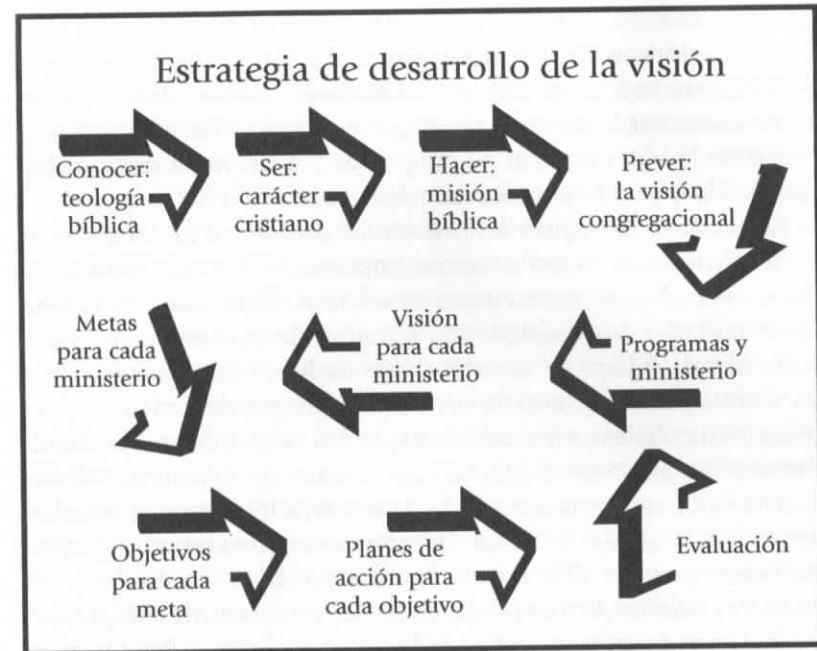 Estrategia de desarrollo de la visión
Conocer:
teología
bíblica
Ser:
carácter
cristiano
Hacer:
misión
bíblica
Prever:
la visión
congregacional
Programas y
ministerio
Visión
para cada
ministerio
Metas
para cada
ministerio
Objetivos
para cada
meta
Planes de
acción para
cada objetivo
Evaluación